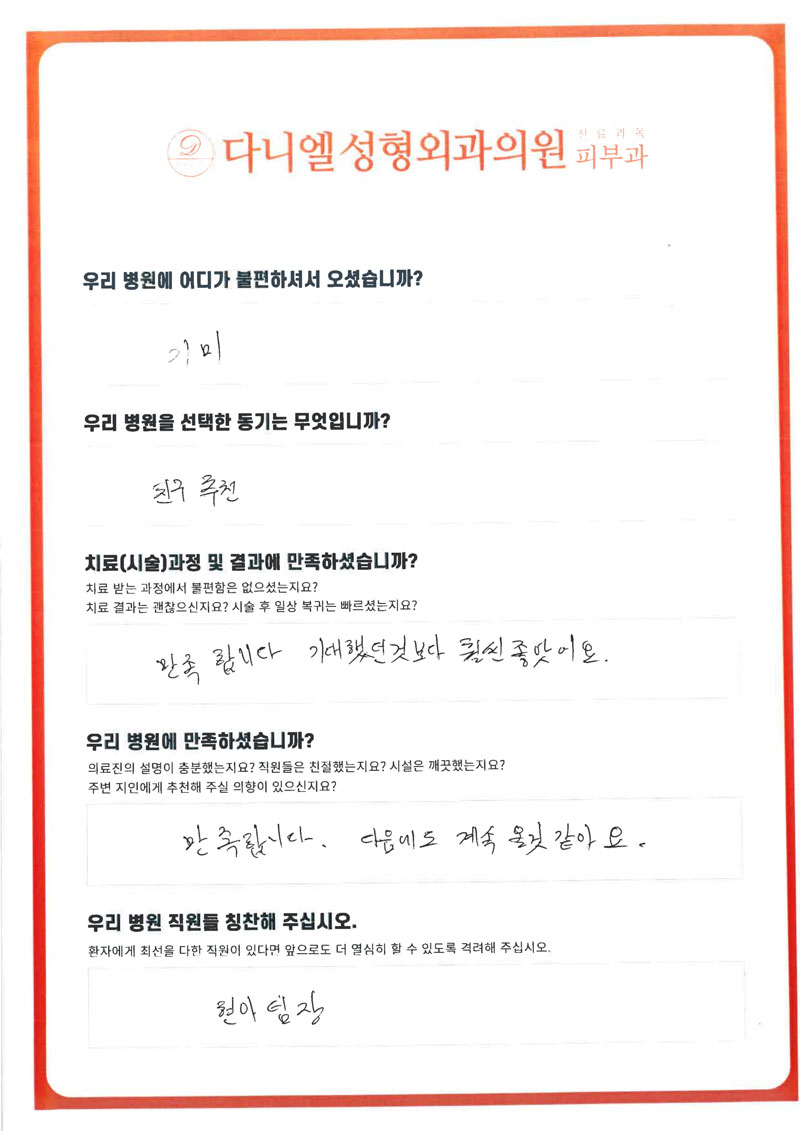 다니엘성형외과의원 진료과목 피부과
우리 병원에 어디가 불편하셔서 오셨습니까?
기미
우리 병원을 선택한 동기는 무엇입니까?
친구 추천
치료(시술)과정 및 결과에 만족하셨습니까?
치료 받는 과정에서 불편함은 없으셨는지요?
치료 결과는 괜찮으신지요? 시술 후 일상 복귀는 빠르셨는지요?
만족합니다 기대했던것보다 훨씬좋았어요.
우리 병원에 만족하셨습니까?
의료진의 설명이 충분했는지요? 직원들은 친절했는지요? 시설은 깨끗했는지요?
주변 지인에게 추천해 주실 의향이 있으신지요?
만족합니다. 다음에도 계속 올것같아요.
우리 병원 직원들 칭찬해 주십시오.
환자에게 최선을 다한 직원이 있다면 앞으로도 더 열심히 할 수 있도록 격려해 주십시오.
현아 팀장